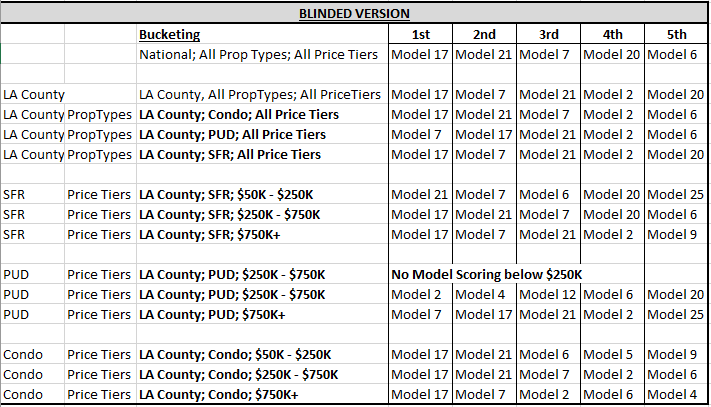 BLINDED VERSION
Bucketing 1st 2nd 3rd 4th 5th
National; All Prop Types; All Price Tiers Model 17 Model 21 Model 7 Model 20 Model 6
LA County LA County, All PropTypes; All PriceTiers Model 17 Model 7 Model 21 Model 2 Model 20
LA County PropTypes LA County; Condo; All Price Tiers Model 17 Model 21 Model 7 Model 2 Model 6
LA County PropTypes LA County; PUD; All Price Tiers Model 7 Model 17 Model 21 Model 2 Model 6
LA County PropTypes LA County; SFR; All Price Tiers Model 17 Model 7 Model 21 Model 2 Model 20
SFR Price Tiers LA County; SFR; $50K - $250K Model 21 Model 7 Model 6 Model 20 Model 25
SFR Price Tiers LA County; SFR; $250K - $750K Model 17 Model 21 Model 7 Model 20 Model 6
SFR Price Tiers LA County; SFR; $750K+ Model 17 Model 7 Model 21 Model 2 Model 9
PUD Price Tiers LA County; PUD; $250K - $750K No Model Scoring below $250K
PUD Price Tiers LA County; PUD; $250K - $750K Model 2 Model 4 Model 12 Model 6 Model 20
PUD Price Tiers LA County; PUD; $750K+ Model 7 Model 17 Model 21 Model 2 Model 25
Condo Price Tiers LA County; Condo; $50K - $250K Model 17 Model 21 Model 6 Model 5 Model 9
Condo Price Tiers LA County; Condo; $250K - $750K Model 17 Model 21 Model 7 Model 2 Model 6
Condo Price Tiers LA County; Condo; $750K+ Model 17 Model 7 Model 2 Model 6 Model 4